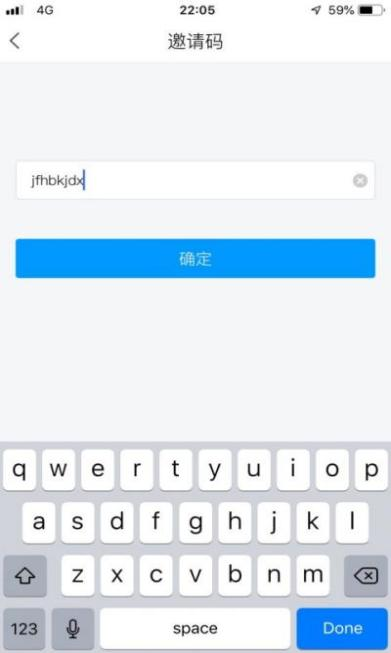 4G 22:05 59%
邀请码
jfhbkjdx
确定
q w e r t y u i o p
a s d f g h j k l
z x c v b n m
123 space Done